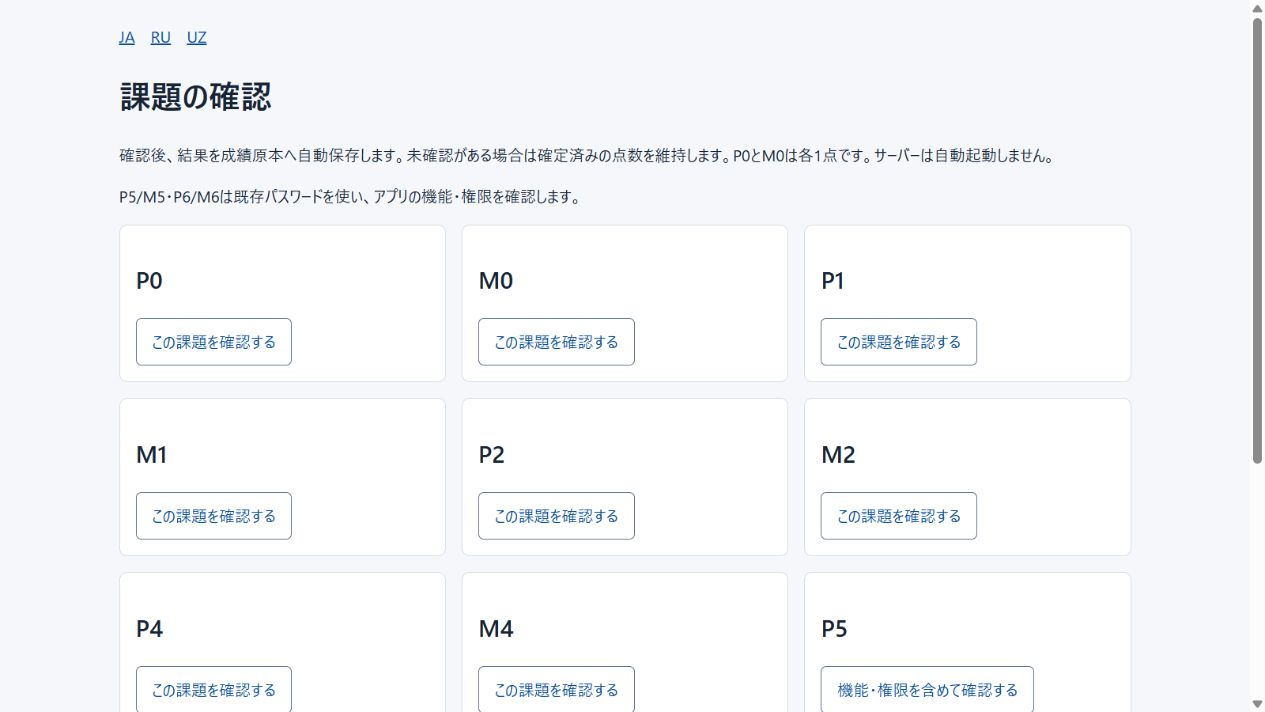 JA RU UZ
課題の確認
確認後、結果を成績原本へ自動保存します。未確認がある場合は確定済みの点数を維持します。P0とM0は各1点です。サーバーは自動起動しません。
P5/M5・P6/M6は既存パスワードを使い、アプリの機能・権限を確認します。
P0
この課題を確認する
M0
この課題を確認する
P1
この課題を確認する
M1
この課題を確認する
P2
この課題を確認する
M2
この課題を確認する
P4
この課題を確認する
M4
この課題を確認する
P5
機能・権限を含めて確認する